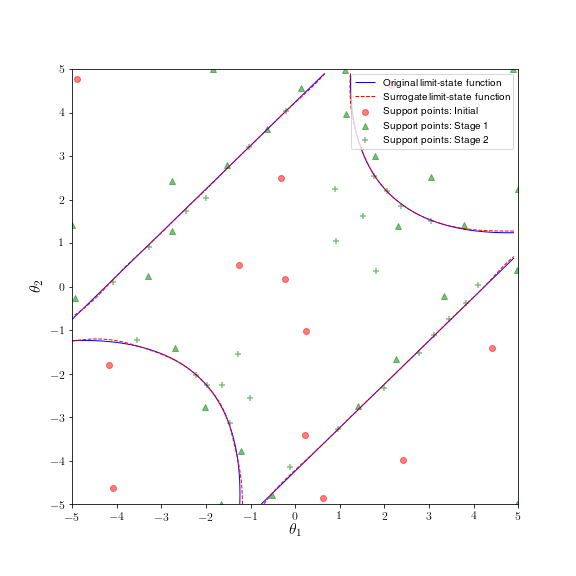 5
4
3
2
1
0
−1
−2
−3
−4
−5
θ2
Original limit-state function
Surrogate limit-state function
Support points: Initial
Support points: Stage 1
Support points: Stage 2
−5 −4 −3 −2 −1 0 1 2 3 4 5
θ1